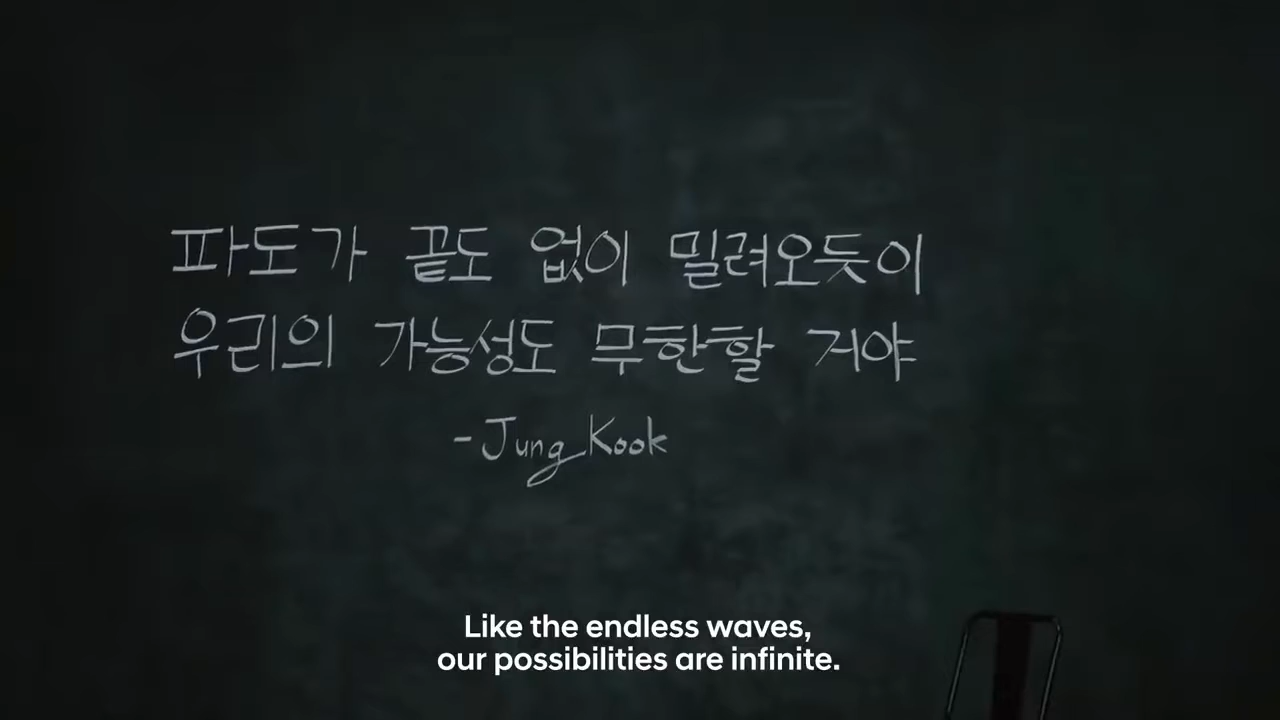 파도가 끝도 없이 밀려오듯이
우리의 가능성도 무한할 거야
-Jung Kook
Like the endless waves,
our possibilities are infinite.